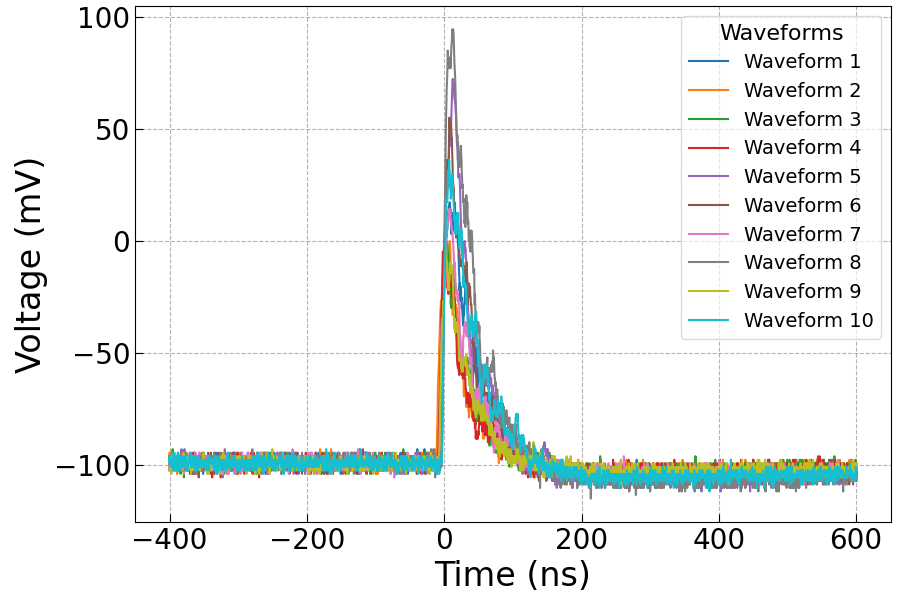 Voltage (mV)
100
50
0
−50
−100
−400
−200
0
200
400
600
Time (ns)
Waveforms
Waveform 1
Waveform 2
Waveform 3
Waveform 4
Waveform 5
Waveform 6
Waveform 7
Waveform 8
Waveform 9
Waveform 10